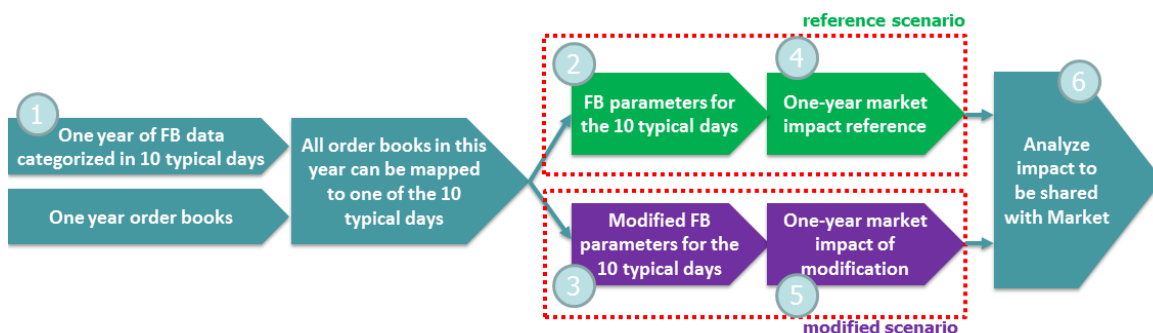 reference scenario
1
One year of FB data
categorized in 10 typical days
One year order books
All order books in this
year can be mapped
to one of the 10
typical days
2
FB parameters for
the 10 typical days
4
One-year market
impact reference
Modified FB
parameters for the
10 typical days
3
One-year market
impact of
modification
5
modified scenario
6
Analyze
impact to
be shared
with Market